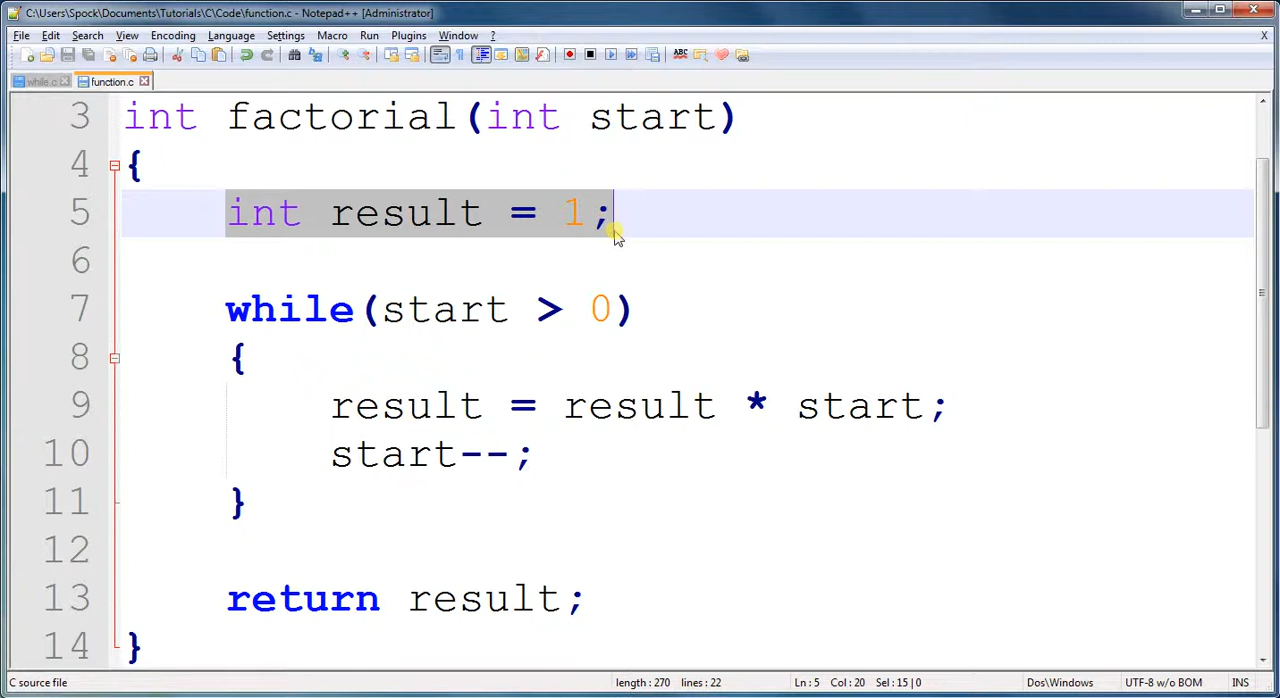 C:\Users\Spock\Documents\Tutorials\C\Code\function.c - Notepad++ [Administrator]
File Edit Search View Encoding Language Settings Macro Run Plugins Window ? X
while.c function.c
3 int factorial(int start)
4 {
5 int result = 1;
6
7 while(start > 0)
8 {
9 result = result * start;
10 start--;
11 }
12
13 return result;
14 }
C source file length : 270 lines : 22 Ln : 5 Col : 20 Sel : 15 | 0 Dos\Windows UTF-8 w/o BOM INS